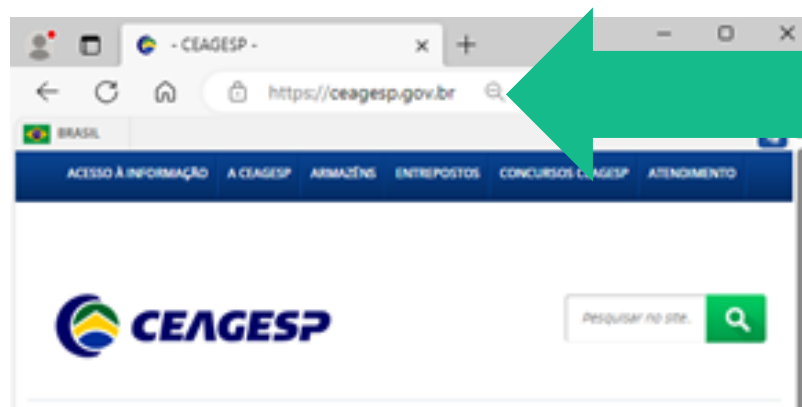 - CEAGESP -
https://ceagesp.gov.br
BRASIL
ACESSO À INFORMAÇÃO A CEAGESP ARMAZÉNS ENTREPOSTOS CONCURSOS CEAGESP ATENDIMENTO
CEAGESP
Pesquisar no site.